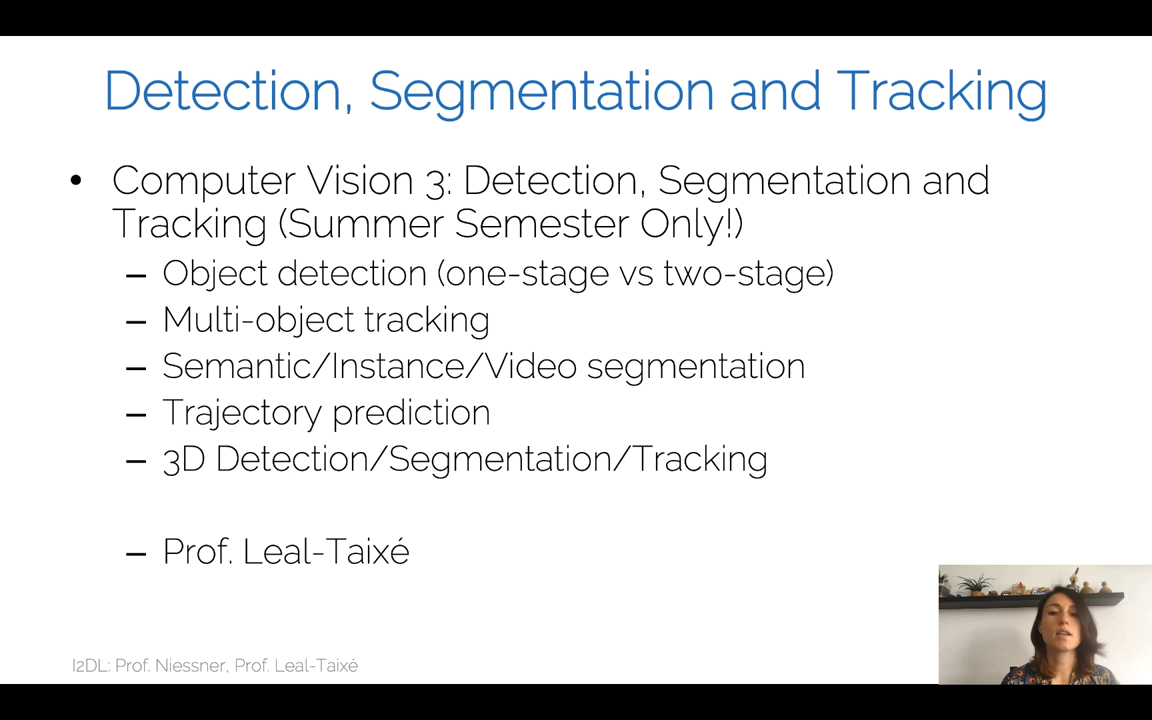 Detection, Segmentation and Tracking
• Computer Vision 3: Detection, Segmentation and
Tracking (Summer Semester Only!)
– Object detection (one-stage vs two-stage)
– Multi-object tracking
– Semantic/Instance/Video segmentation
– Trajectory prediction
– 3D Detection/Segmentation/Tracking
– Prof. Leal-Taixé
I2DL: Prof. Niessner, Prof. Leal-Taixé